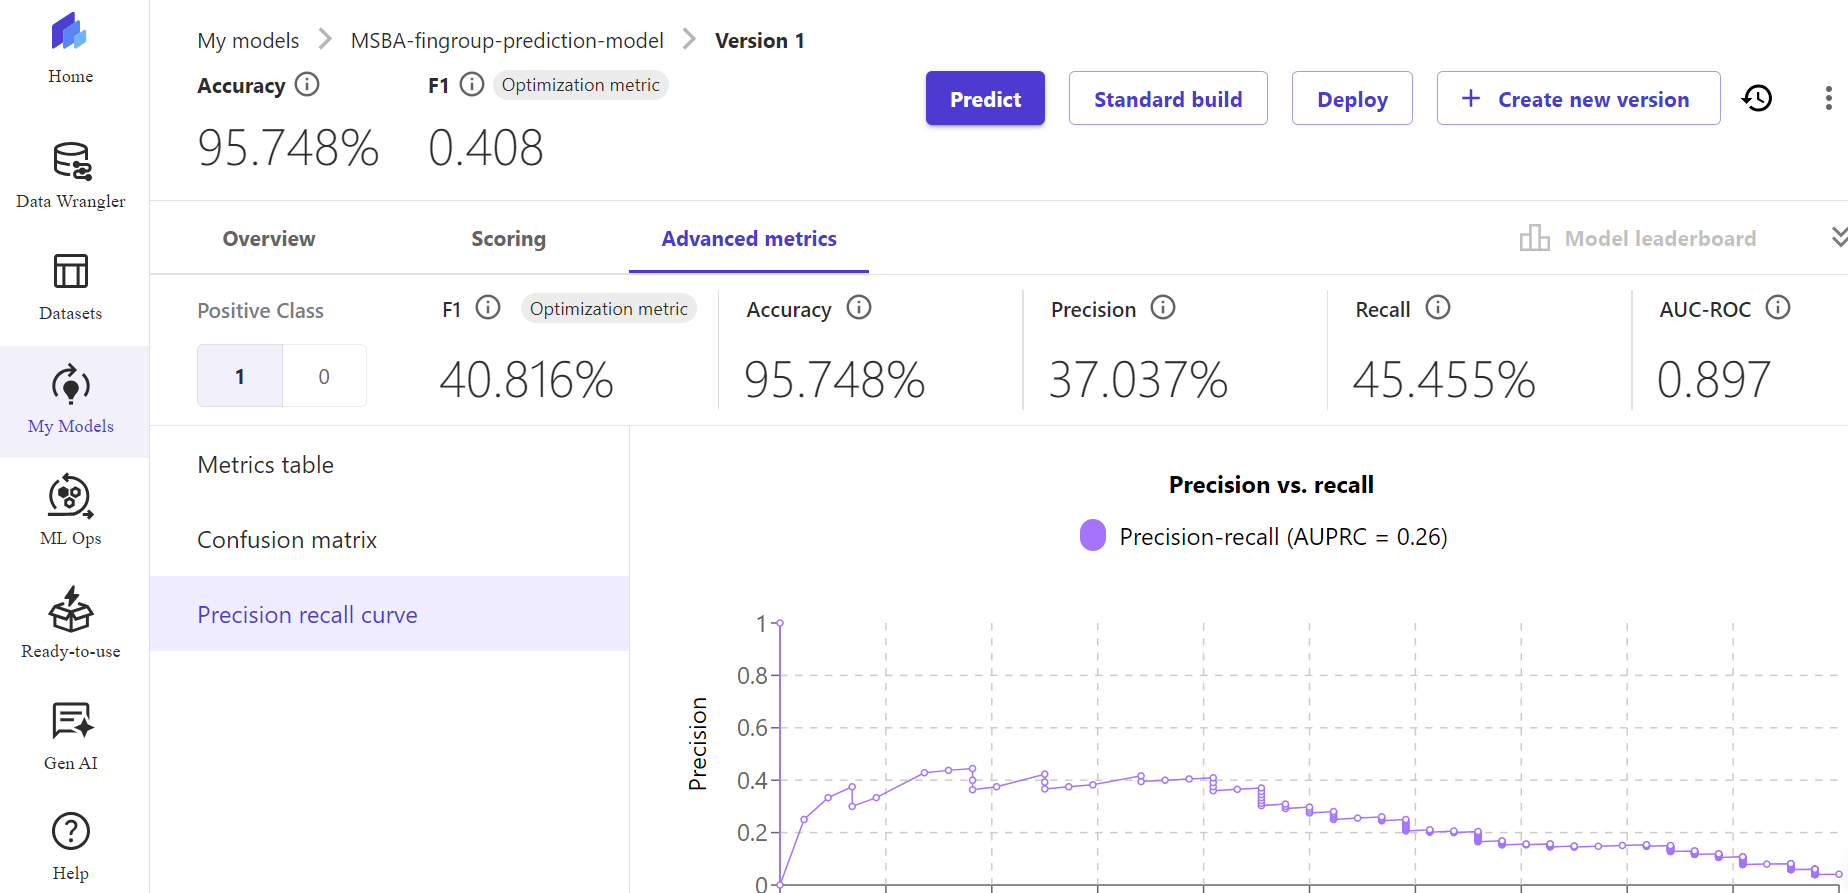 Home
Data Wrangler
Datasets
My Models
ML Ops
Ready-to-use
Gen AI
Help
My models > MSBA-fingroup-prediction-model > Version 1
Accuracy F1 Optimization metric
95.748% 0.408
Predict Standard build Deploy + Create new version
Overview Scoring Advanced metrics Model leaderboard
Positive Class F1 Optimization metric Accuracy Precision Recall AUC-ROC
1 0 40.816% 95.748% 37.037% 45.455% 0.897
Metrics table
Confusion matrix
Precision recall curve
Precision vs. recall
Precision-recall (AUPRC = 0.26)
Precision
1
0.8
0.6
0.4
0.2
0